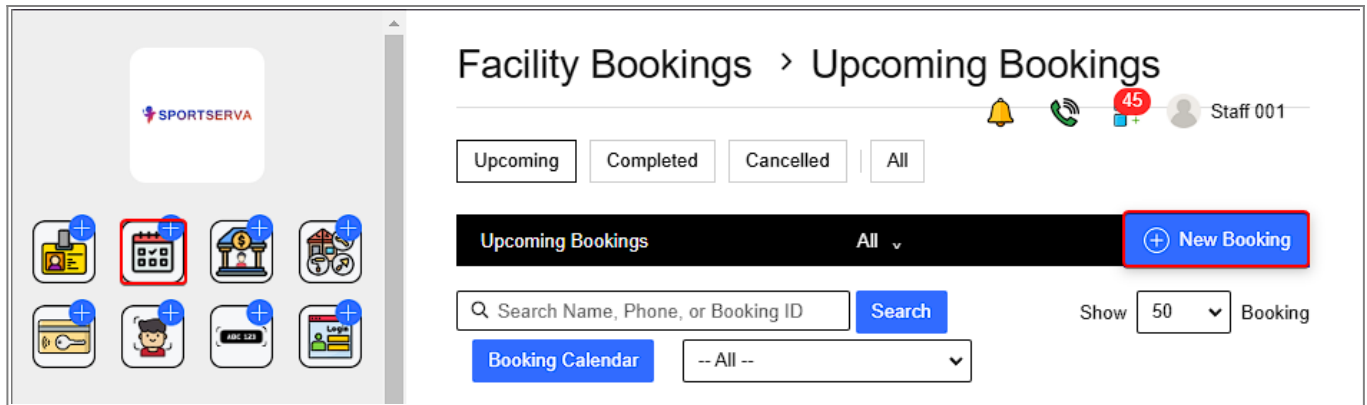 SPORTSERVA
Facility Bookings > Upcoming Bookings
45
Staff 001
Upcoming
Completed
Cancelled
All
Upcoming Bookings
All
New Booking
Search Name, Phone, or Booking ID
Search
Show
50
Booking
Booking Calendar
-- All --
ABC 123
Login